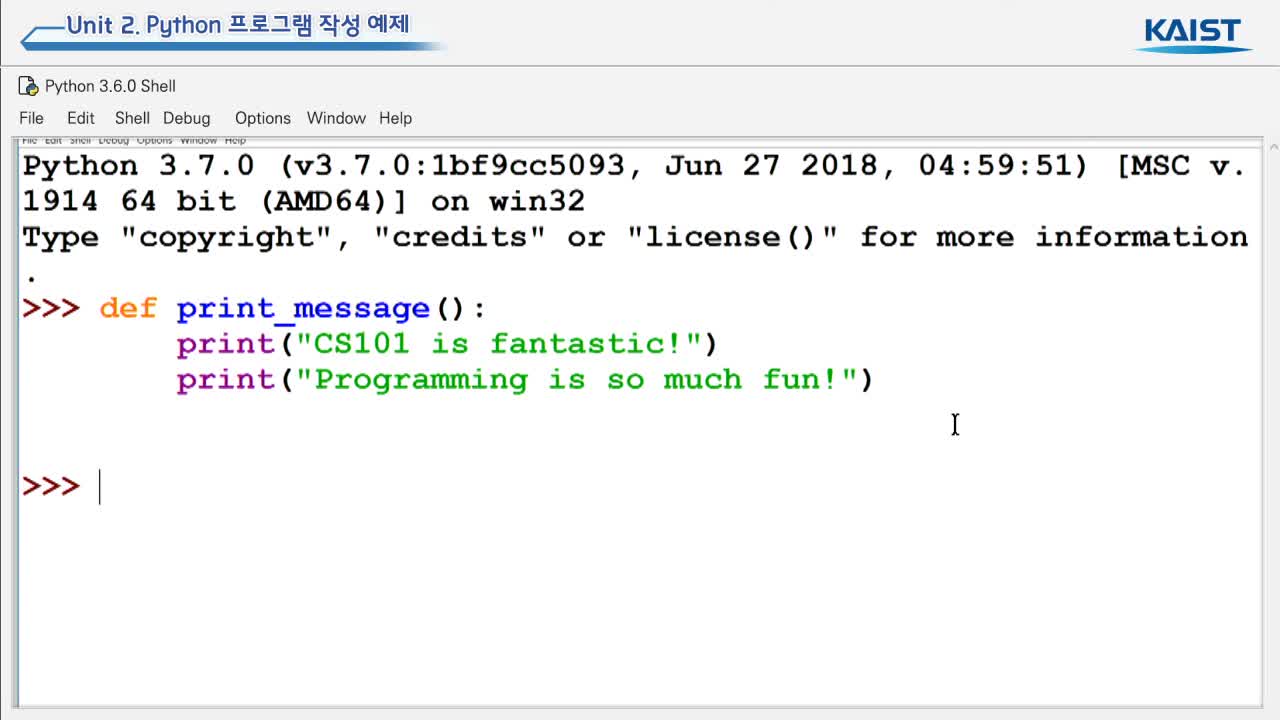 Unit 2. Python 프로그램 작성 예제
KAIST
Python 3.6.0 Shell
File Edit Shell Debug Options Window Help
File Edit Shell Debug Options Window Help
Python 3.7.0 (v3.7.0:1bf9cc5093, Jun 27 2018, 04:59:51) [MSC v.
1914 64 bit (AMD64)] on win32
Type "copyright", "credits" or "license()" for more information
.
>>> def print_message():
        print("CS101 is fantastic!")
        print("Programming is so much fun!")
>>>